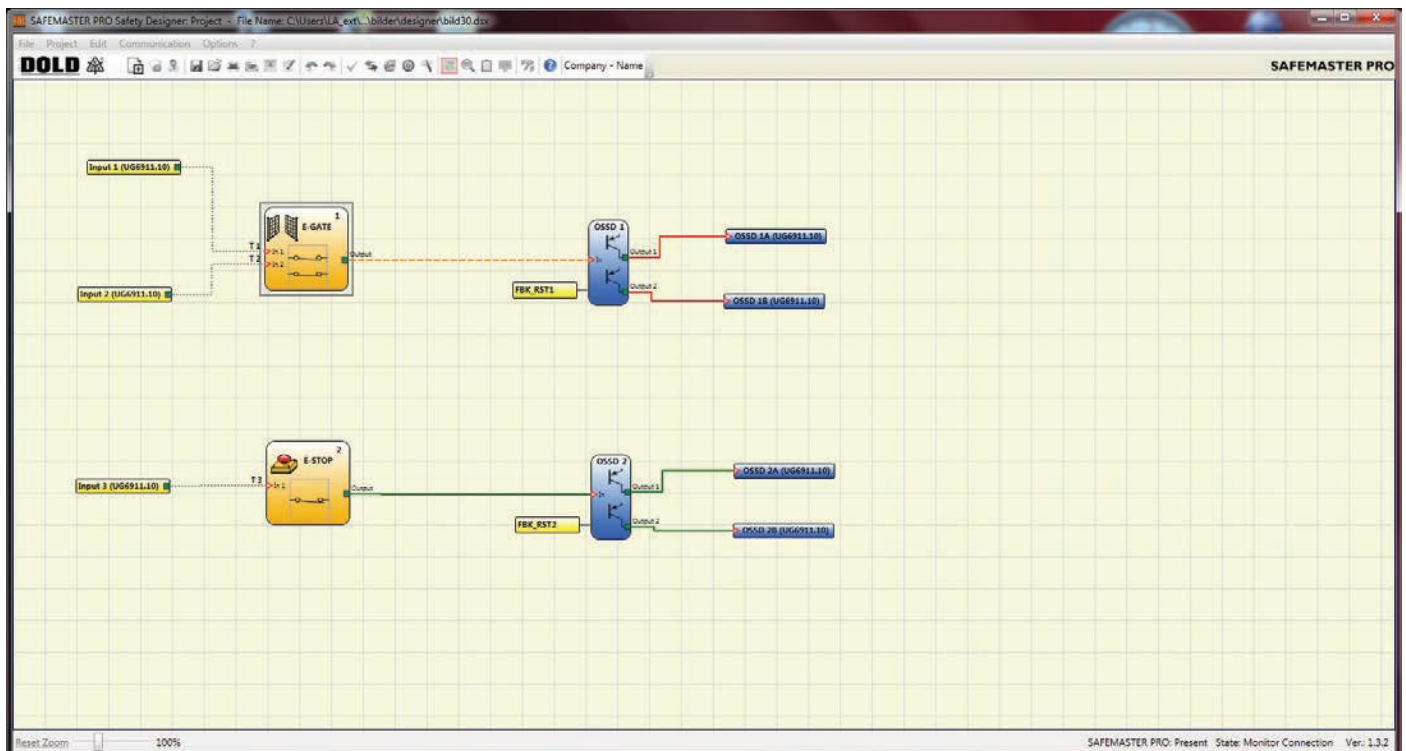 SAFEMASTER PRO Safety Designer: Project - File Name: C:\Users\LA_ext\...\bilder\designer\bild30.dsx
File Project Edit Communication Options ?
DOLD Company - Name SAFEMASTER PRO
Input 1 (UG6911.10)
1
E-GATE
T1
In 1
T2
In 2
Output
Input 2 (UG6911.10)
OSSD 1
In
Output 1
Output 2
FBK_RST1
OSSD 1A (UG6911.10)
OSSD 1B (UG6911.10)
2
E-STOP
Input 3 (UG6911.10)
T3
In 1
Output
OSSD 2
In
Output 1
Output 2
FBK_RST2
OSSD 2A (UG6911.10)
OSSD 2B (UG6911.10)
Reset Zoom 100% SAFEMASTER PRO: Present State: Monitor Connection Ver.: 1.3.2